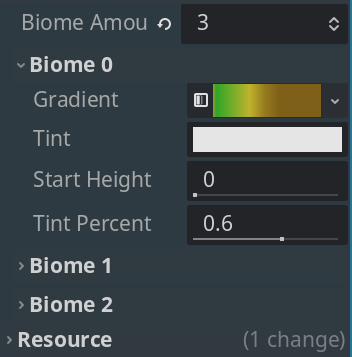 Biome Amou 3
Biome 0
Gradient
Tint
Start Height 0
Tint Percent 0.6
Biome 1
Biome 2
Resource (1 change)